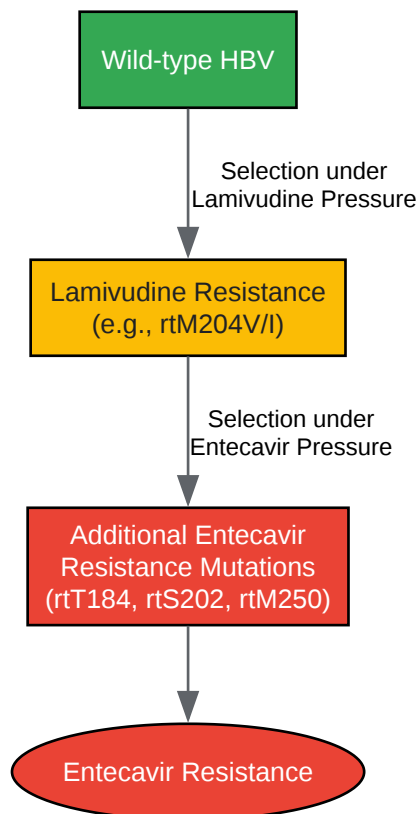 Wild-type HBV
Selection under
Lamivudine Pressure
Lamivudine Resistance
(e.g., rtM204V/I)
Selection under
Entecavir Pressure
Additional Entecavir
Resistance Mutations
(rtT184, rtS202, rtM250)
Entecavir Resistance